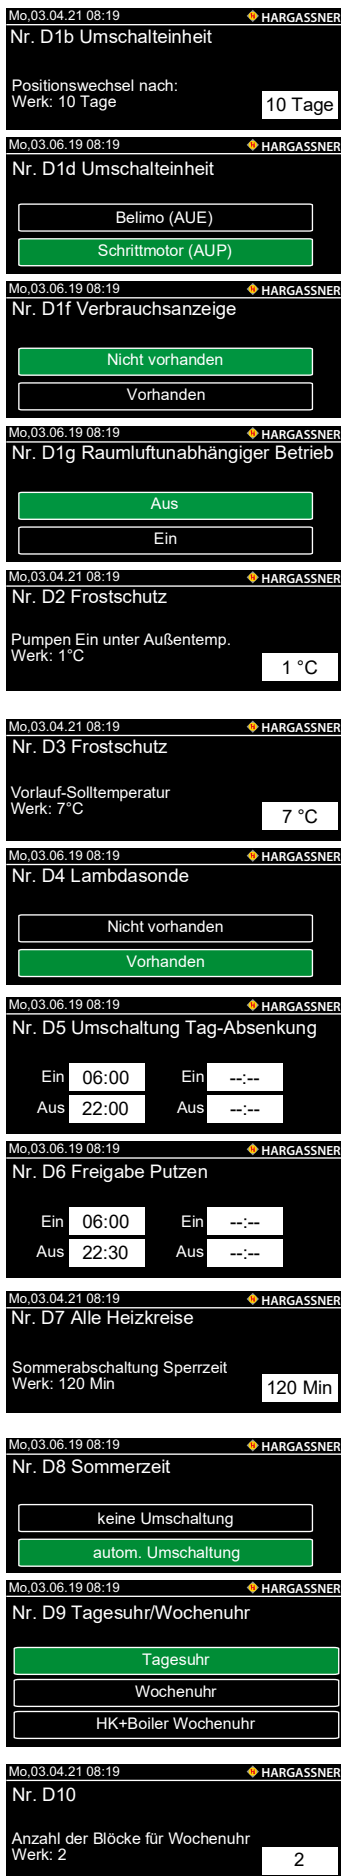 Mo,03.04.21 08:19 HARGASSNER
Nr. D1b Umschalteinheit
Positionswechsel nach:
Werk: 10 Tage
10 Tage
Mo,03.06.19 08:19 HARGASSNER
Nr. D1d Umschalteinheit
Belimo (AUE)
Schrittmotor (AUP)
Mo,03.06.19 08:19 HARGASSNER
Nr. D1f Verbrauchsanzeige
Nicht vorhanden
Vorhanden
Mo,03.06.19 08:19 HARGASSNER
Nr. D1g Raumluftunabhängiger Betrieb
Aus
Ein
Mo,03.04.21 08:19 HARGASSNER
Nr. D2 Frostschutz
Pumpen Ein unter Außentemp.
Werk: 1°C
1 °C
Mo,03.04.21 08:19 HARGASSNER
Nr. D3 Frostschutz
Vorlauf-Solltemperatur
Werk: 7°C
7 °C
Mo,03.06.19 08:19 HARGASSNER
Nr. D4 Lambdasonde
Nicht vorhanden
Vorhanden
Mo,03.06.19 08:19 HARGASSNER
Nr. D5 Umschaltung Tag-Absenkung
Ein 06:00 Ein --:--
Aus 22:00 Aus --:--
Mo,03.06.19 08:19 HARGASSNER
Nr. D6 Freigabe Putzen
Ein 06:00 Ein --:--
Aus 22:30 Aus --:--
Mo,03.04.21 08:19 HARGASSNER
Nr. D7 Alle Heizkreise
Sommerabschaltung Sperrzeit
Werk: 120 Min
120 Min
Mo,03.06.19 08:19 HARGASSNER
Nr. D8 Sommerzeit
keine Umschaltung
autom. Umschaltung
Mo,03.06.19 08:19 HARGASSNER
Nr. D9 Tagesuhr/Wochenuhr
Tagesuhr
Wochenuhr
HK+Boiler Wochenuhr
Mo,03.04.21 08:19 HARGASSNER
Nr. D10
Anzahl der Blöcke für Wochenuhr
Werk: 2
2